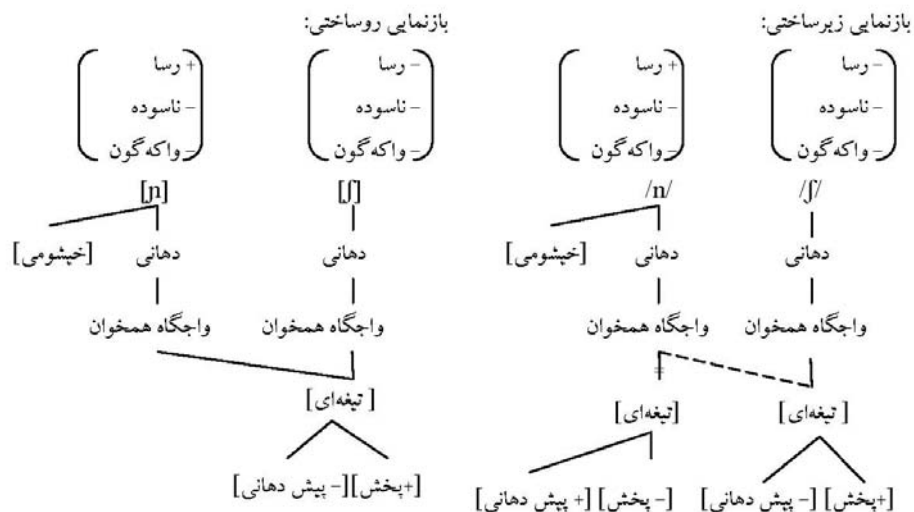 بازنمایی زیرساختی: بازنمایی روساختی:
– رسا + رسا – رسا + رسا
– ناسوده – ناسوده – ناسوده – ناسوده
– واکه‌گون – واکه‌گون – واکه‌گون – واکه‌گون
/ʃ/ /n/ [ʃ] [ɲ]
دهانی دهانی [خیشومی] دهانی دهانی [خیشومی]
واجگاه همخوان واجگاه همخوان واجگاه همخوان واجگاه همخوان
[ تیغه‌ای] [تیغه‌ای] [ تیغه‌ای]
[+پخش] [– پیش دهانی] [– پخش] [+ پیش دهانی] [+پخش][– پیش دهانی]